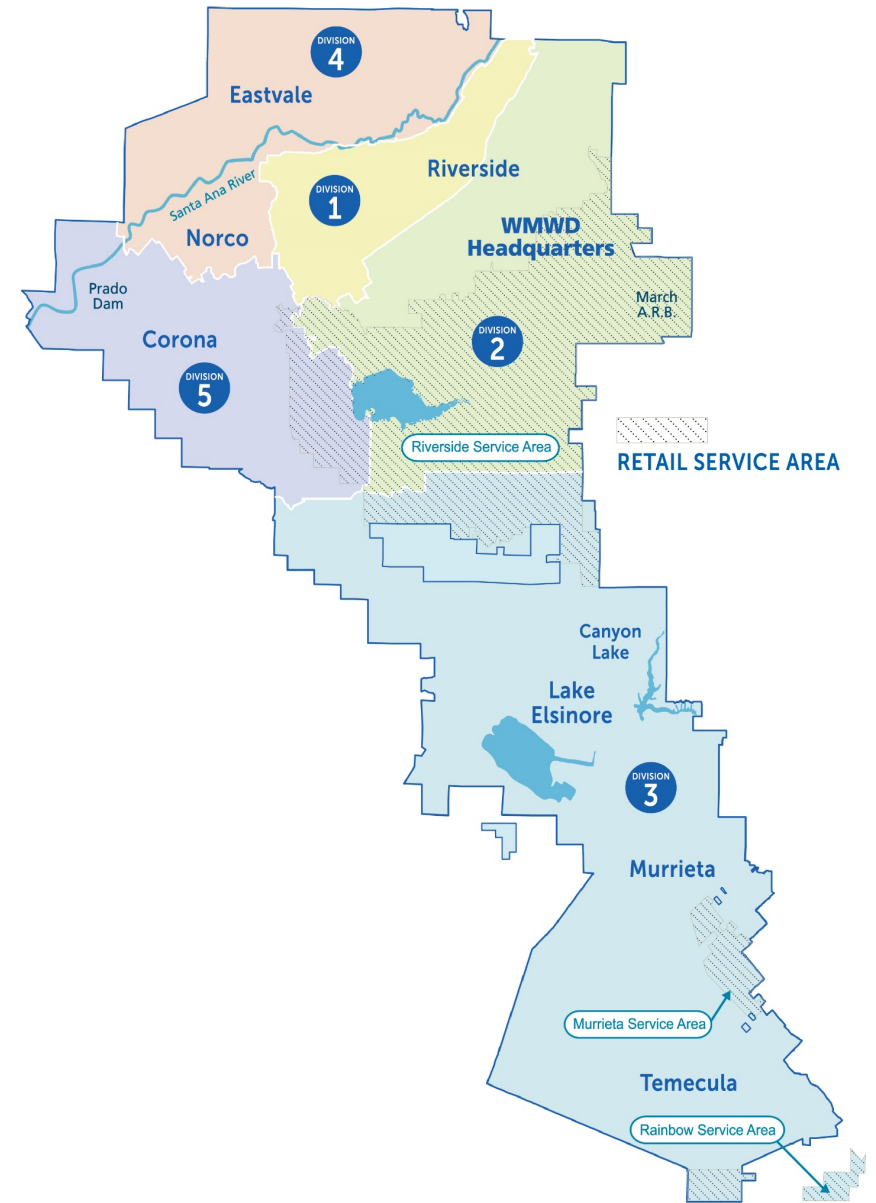 DIVISION
4
Eastvale
Riverside
DIVISION
1
Santa Ana River
Norco
WMWD
Headquarters
Prado
Dam
March
A.R.B.
Corona
DIVISION
2
DIVISION
5
Riverside Service Area
RETAIL SERVICE AREA
Canyon
Lake
Lake
Elsinore
DIVISION
3
Murrieta
Murrieta Service Area
Temecula
Rainbow Service Area